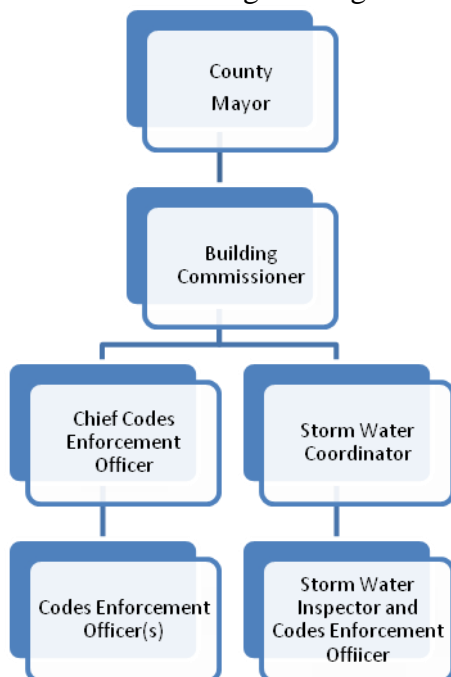 County
Mayor
Building
Commissioner
Chief Codes
Enforcement
Officer
Storm Water
Coordinator
Codes Enforcement
Officer(s)
Storm Water
Inspector and
Codes Enforcement
Offiicer